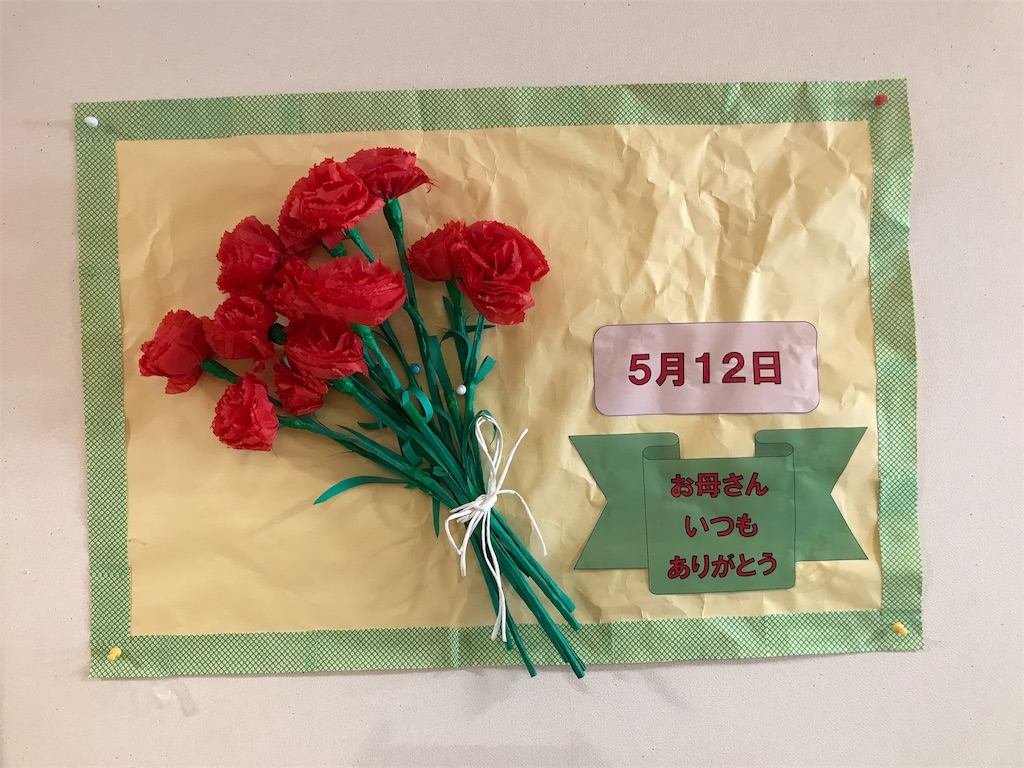 ５月１２日
お母さん
いつも
ありがとう